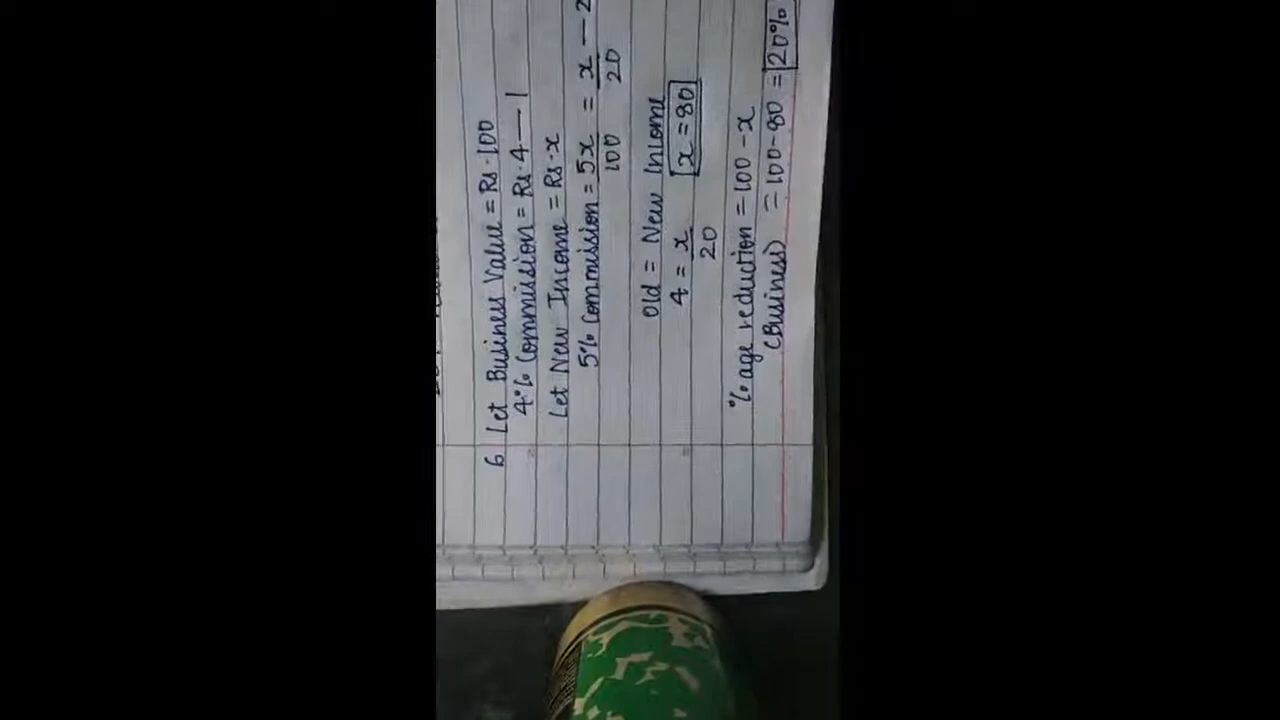 6 Let Business Value = Rs. 100
4% Commission = Rs. 4 — 1
Let New Income = Rs. x
5% Commission = 5x/100 = x/20 — 2
Old = New Income
4 = x/20 x = 80
% age reduction = 100 - x
(Business) = 100-80 = 20%